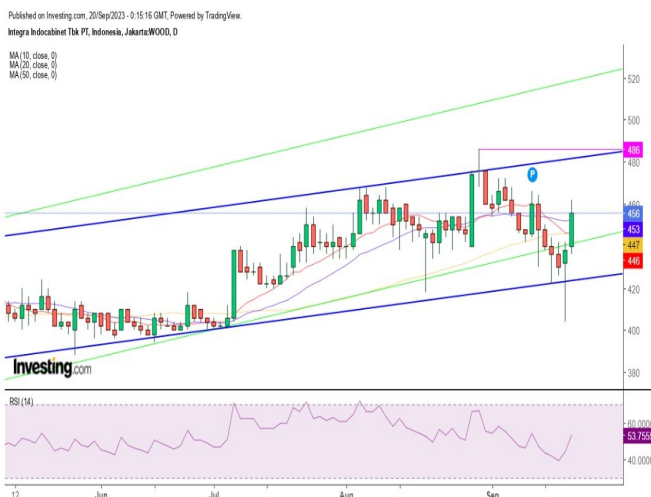 Published on Investing.com, 20/Sep/2023 - 0:15:16 GMT, Powered by TradingView.
Integra Indocabinet Tbk PT, Indonesia, Jakarta:WOOD, D
MA (10, close, 0)
MA (20, close, 0)
MA (50, close, 0)
520
500
486
480
460
456
453
447
446
420
400
380
P
Investing.com
RSI (14)
60.0000
53.7555
40.0000
12 Jun Jul Aug Sep